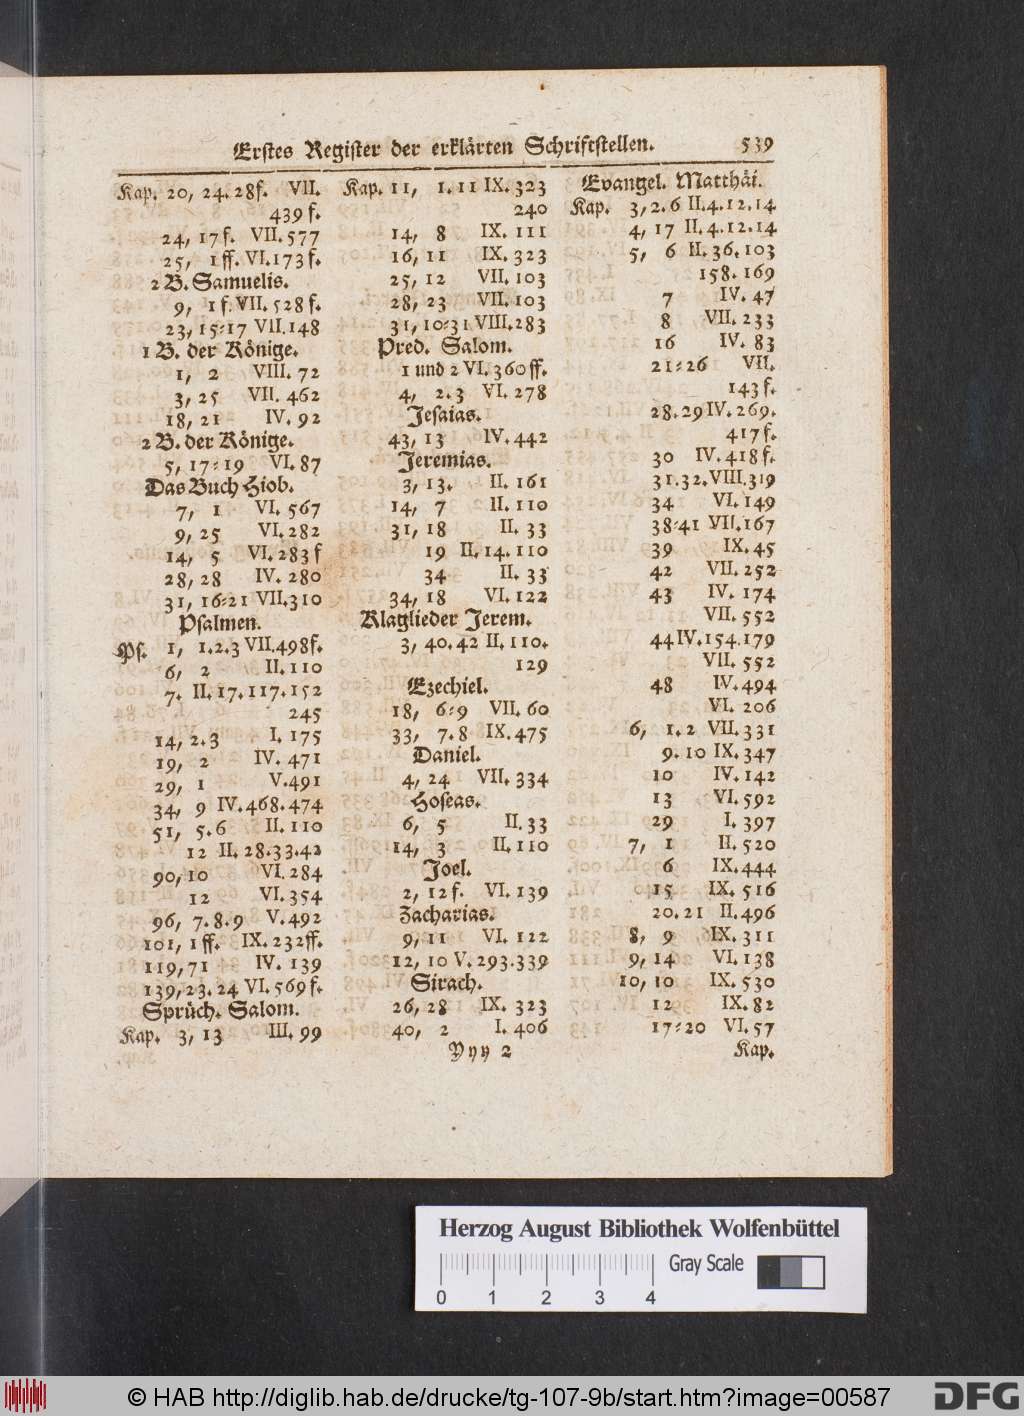 Erstes Register der erklärten Schriftstellen. 539
Kap. 20, 24. 28f. VII.
439 f.
24, 17 f. VII. 577
25, 1 ff. VI. 173 f.
2 B. Samuelis.
9, 1 f. VII. 528 f.
23, 15=17 VII. 148
1 B. der Könige.
1, 2 VIII. 72
3, 25 VII. 462
18, 21 IV. 92
2 B. der Könige.
5, 17=19 VI. 87
Das Buch Hiob.
7, 1 VI. 567
9, 25 VI. 282
14, 5 VI. 283 f
28, 28 IV. 280
31, 16=21 VII. 310
Psalmen.
Ps. 1, 1. 2. 3 VII. 498f.
6, 2 II. 110
7. II. 17. 117. 152
245
14, 2. 3 I. 175
19, 2 IV. 471
29, 1 V. 491
34, 9 IV. 468. 474
51, 5. 6 II. 110
12 II. 28. 33. 42
90, 10 VI. 284
12 VI. 354
96, 7. 8. 9 V. 492
101, 1 ff. IX. 232ff.
119, 71 IV. 139
139, 23. 24 VI. 569 f.
Sprüch. Salom.
Kap. 3, 13 III. 99
Kap. 11, 1. 11 IX. 323
240
14, 8 IX. 111
16, 11 IX. 323
25, 12 VII. 103
28, 23 VII. 103
31, 10=31 VIII. 283
Pred. Salom.
1 und 2 VI. 360 ff.
4, 2. 3 VI. 278
Jesaias.
43, 13 IV. 442
Jeremias.
3, 13. II. 161
14, 7 II. 110
31, 18 II. 33
19 II. 14. 110
34 II. 33
34, 18 VI. 122
Klaglieder Jerem.
3, 40. 42 II. 110.
129
Ezechiel.
18, 6=9 VII. 60
33, 7. 8 IX. 475
Daniel.
4, 24 VII. 334
Hoseas.
6, 5 II. 33
14, 3 II. 110
Joel.
2, 12 f. VI. 139
Zacharias.
9, 11 VI. 122
12, 10 V. 293. 339
Sirach.
26, 28 IX. 323
40, 2 I. 406
Yyy 2
Evangel. Matthäi.
Kap. 3, 2. 6 II. 4. 12. 14
4, 17 II. 4. 12. 14
5, 6 II. 36. 103
158. 169
7 IV. 47
8 VII. 233
16 IV. 83
21=26 VII.
143 f.
28. 29 IV. 269.
417 f.
30 IV. 418 f.
31. 32. VIII. 319
34 VI. 149
38=41 VII. 167
39 IX. 45
42 VII. 252
43 IV. 174
VII. 552
44 IV. 154. 179
VII. 552
48 IV. 494
VI. 206
6, 1. 2 VII. 331
9. 10 IX. 347
10 IV. 142
13 VI. 592
29 I. 397
7, 1 II. 520
6 IX. 444
15 IX. 516
20. 21 II. 496
8, 9 IX. 311
9, 14 VI. 138
10, 10 IX. 530
12 IX. 82
17=20 VI. 57
Kap.
Herzog August Bibliothek Wolfenbüttel
Gray Scale
0 1 2 3 4
© HAB http://diglib.hab.de/drucke/tg-107-9b/start.htm?image=00587
DFG